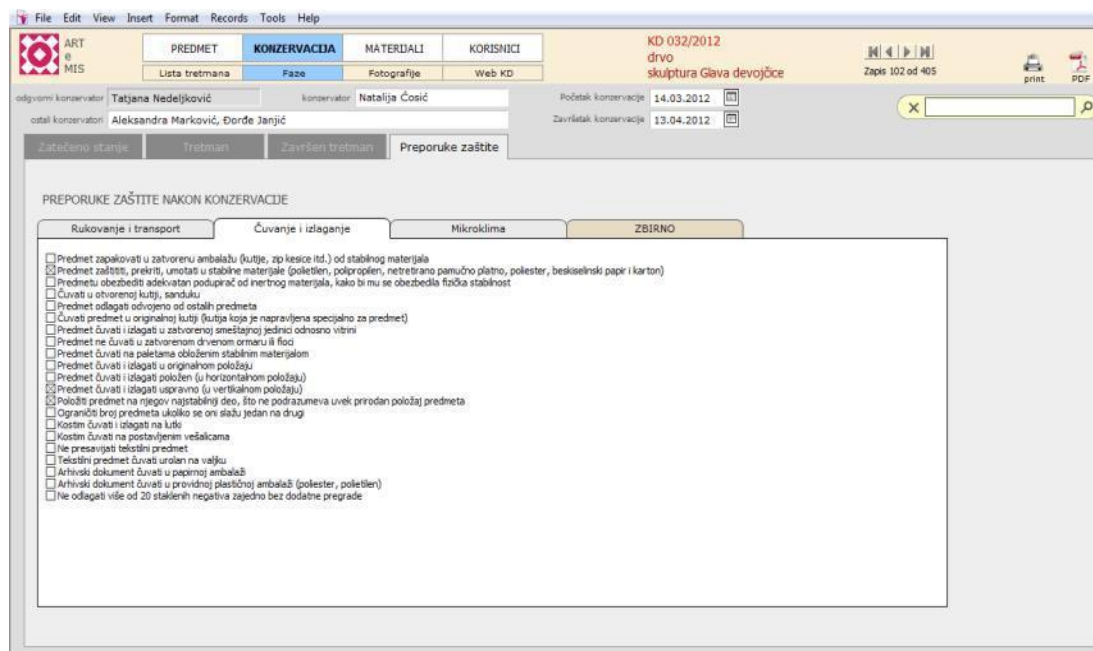 File Edit View Insert Format Records Tools Help
ART
e
MIS
PREDMET KONZERVACIJA MATERIJALI KORISNICI
Lista tretmana Faze Fotografije Web KD
KD 032/2012
drvo
skulptura Glava devojčice
Zapis 102 od 405
print PDF
odgvorni konzervator Tatjana Nedeljković konzervator Natalija Ćosić Početak konzervacije 14.03.2012
ostali konzervatori Aleksandra Marković, Đorđe Janjić Završetak konzervacije 13.04.2012
Zatečeno stanje Tretman Završen tretman Preporuke zaštite
PREPORUKE ZAŠTITE NAKON KONZERVACIJE
Rukovanje i transport Čuvanje i izlaganje Mikroklima ZBIRNO
Predmet zapakovati u zatvorenu ambalažu (kutije, zip kesice itd.) od stabilnog materijala
Predmet zaštititi, prekriti, umotati u stabilne materijale (polietilen, polipropilen, netretirano pamučno platno, poliester, beskiselinski papir i karton)
Predmetu obezbediti adekvatan podupirač od inertnog materijala, kako bi mu se obezbedila fizička stabilnost
Čuvati u otvorenoj kutiji, sanduku
Predmet odlagati odvojeno od ostalih predmeta
Čuvati predmet u originalnoj kutiji (kutija koja je napravljena specijalno za predmet)
Predmet čuvati i izlagati u zatvorenoj smeštajnoj jedinici odnosno vitrini
Predmet ne čuvati u zatvorenom drvenom ormaru ili fioci
Predmet čuvati na paletama obloženim stabilnim materijalom
Predmet čuvati i izlagati u originalnom položaju
Predmet čuvati i izlagati položen (u horizontalnom položaju)
Predmet čuvati i izlagati uspravno (u vertikalnom položaju)
Položiti predmet na njegov najstabilniji deo, što ne podrazumeva uvek prirodan položaj predmeta
Ograničiti broj predmeta ukoliko se oni slažu jedan na drugi
Kostim čuvati i izlagati na lutki
Kostim čuvati na postavljenim vešalicama
Ne presavijati tekstilni predmet
Tekstilni predmet čuvati urolan na valjku
Arhivski dokument čuvati u papirnoj ambalaži
Arhivski dokument čuvati u providnoj plastičnoj ambalaži (poliester, polietilen)
Ne odlagati više od 20 staklenih negativa zajedno bez dodatne pregrade